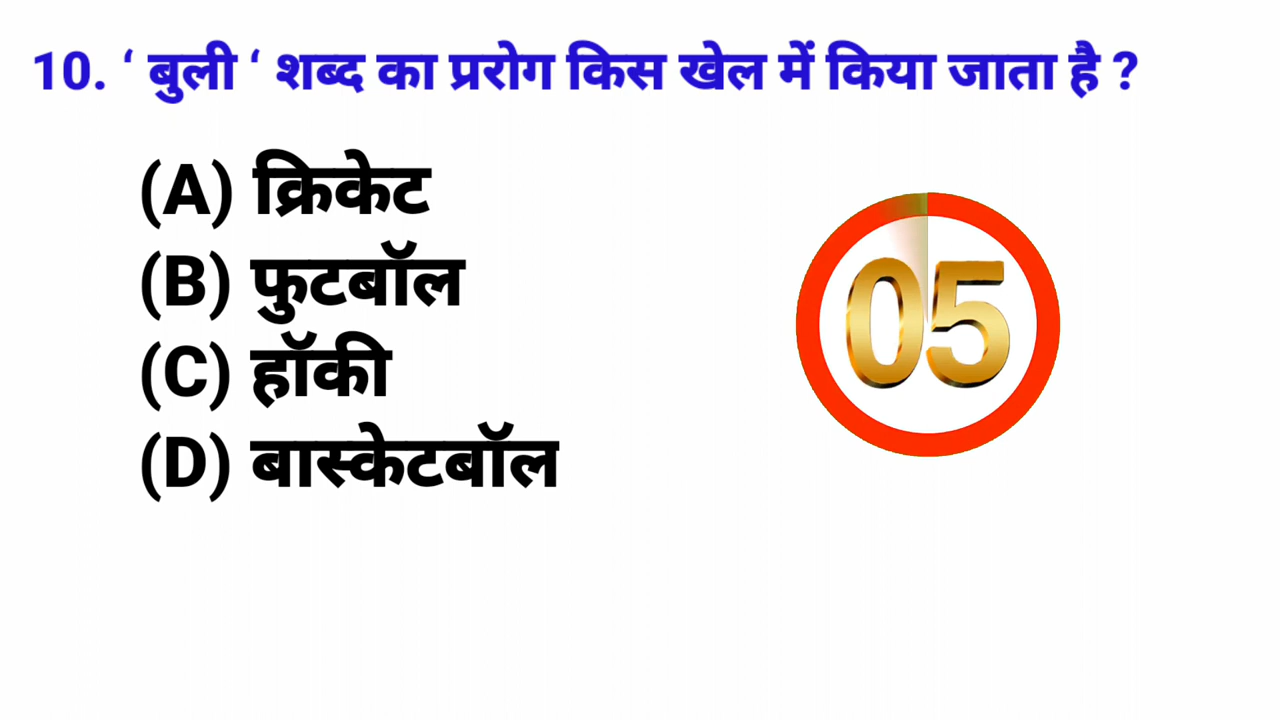 10. ‘ बुली ‘ शब्द का प्ररोग किस खेल में किया जाता है ?
(A) क्रिकेट
(B) फुटबॉल
(C) हॉकी
(D) बास्केटबॉल
05